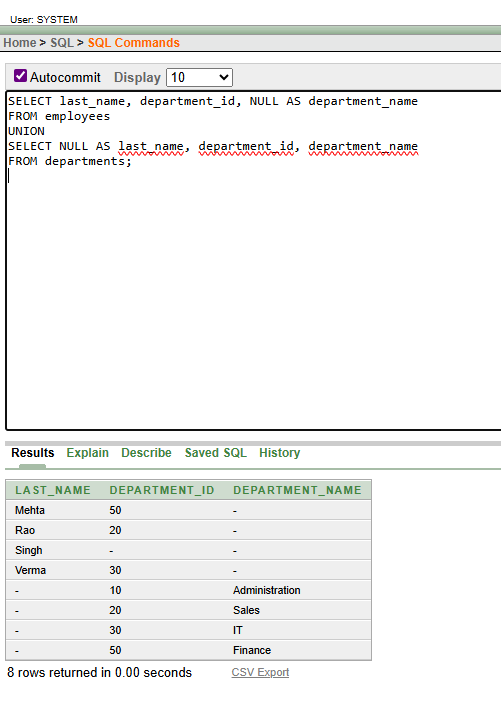 User: SYSTEM
Home > SQL > SQL Commands
Autocommit Display 10
SELECT last_name, department_id, NULL AS department_name
FROM employees
UNION
SELECT NULL AS last_name, department_id, department_name
FROM departments;
Results Explain Describe Saved SQL History
LAST_NAME DEPARTMENT_ID DEPARTMENT_NAME
Mehta 50 -
Rao 20 -
Singh - -
Verma 30 -
- 10 Administration
- 20 Sales
- 30 IT
- 50 Finance
8 rows returned in 0.00 seconds CSV Export